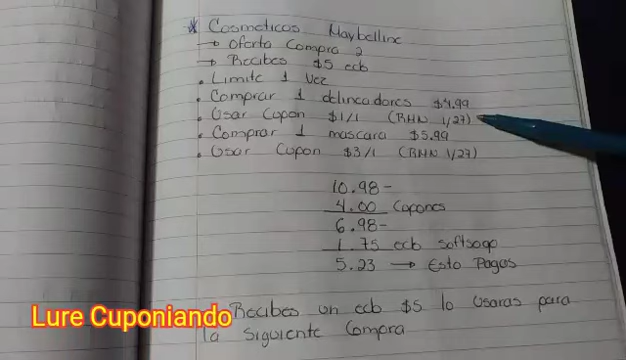 * Cosmeticos Maybelline
→ Oferta Compra 2
→ Recibes $5 ecb
• Limite 1 Vez
• Comprar 1 delincadores $4.99
• Usar Cupon $1/1 (RMN 1/27)
• Comprar 1 mascara $5.99
• Usar Cupon $3/1 (RMN 1/27)
10.98-
4.00 Copones
6.98-
1.75 ecb softsoqo
5.23 → Esto Pagas
Recibes un ecb $5 lo Usaras para
la siguiente Compra
Lure Cuponiando